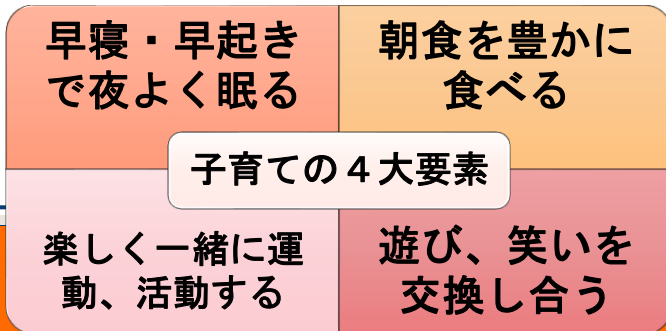 早寝・早起き
で夜よく眠る
朝食を豊かに
食べる
子育ての４大要素
楽しく一緒に運
動、活動する
遊び、笑いを
交換し合う